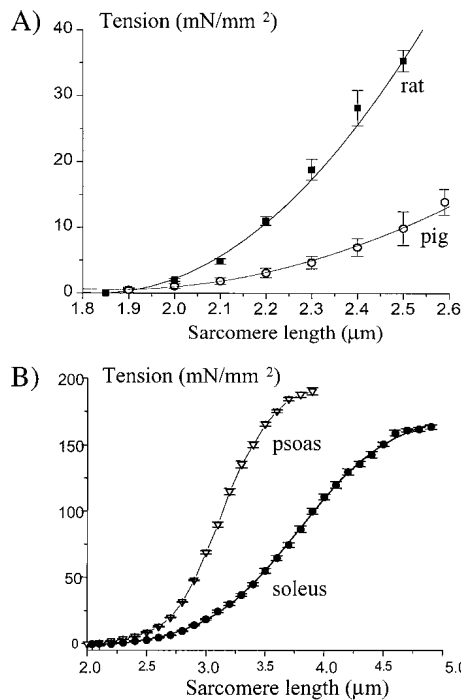 A)
Tension (mN/mm 2)
40
30
20
10
0
rat
pig
1.8 1.9 2.0 2.1 2.2 2.3 2.4 2.5 2.6
Sarcomere length (μm)
B)
Tension (mN/mm 2)
200
150
100
50
0
psoas
soleus
2.0 2.5 3.0 3.5 4.0 4.5 5.0
Sarcomere length (μm)